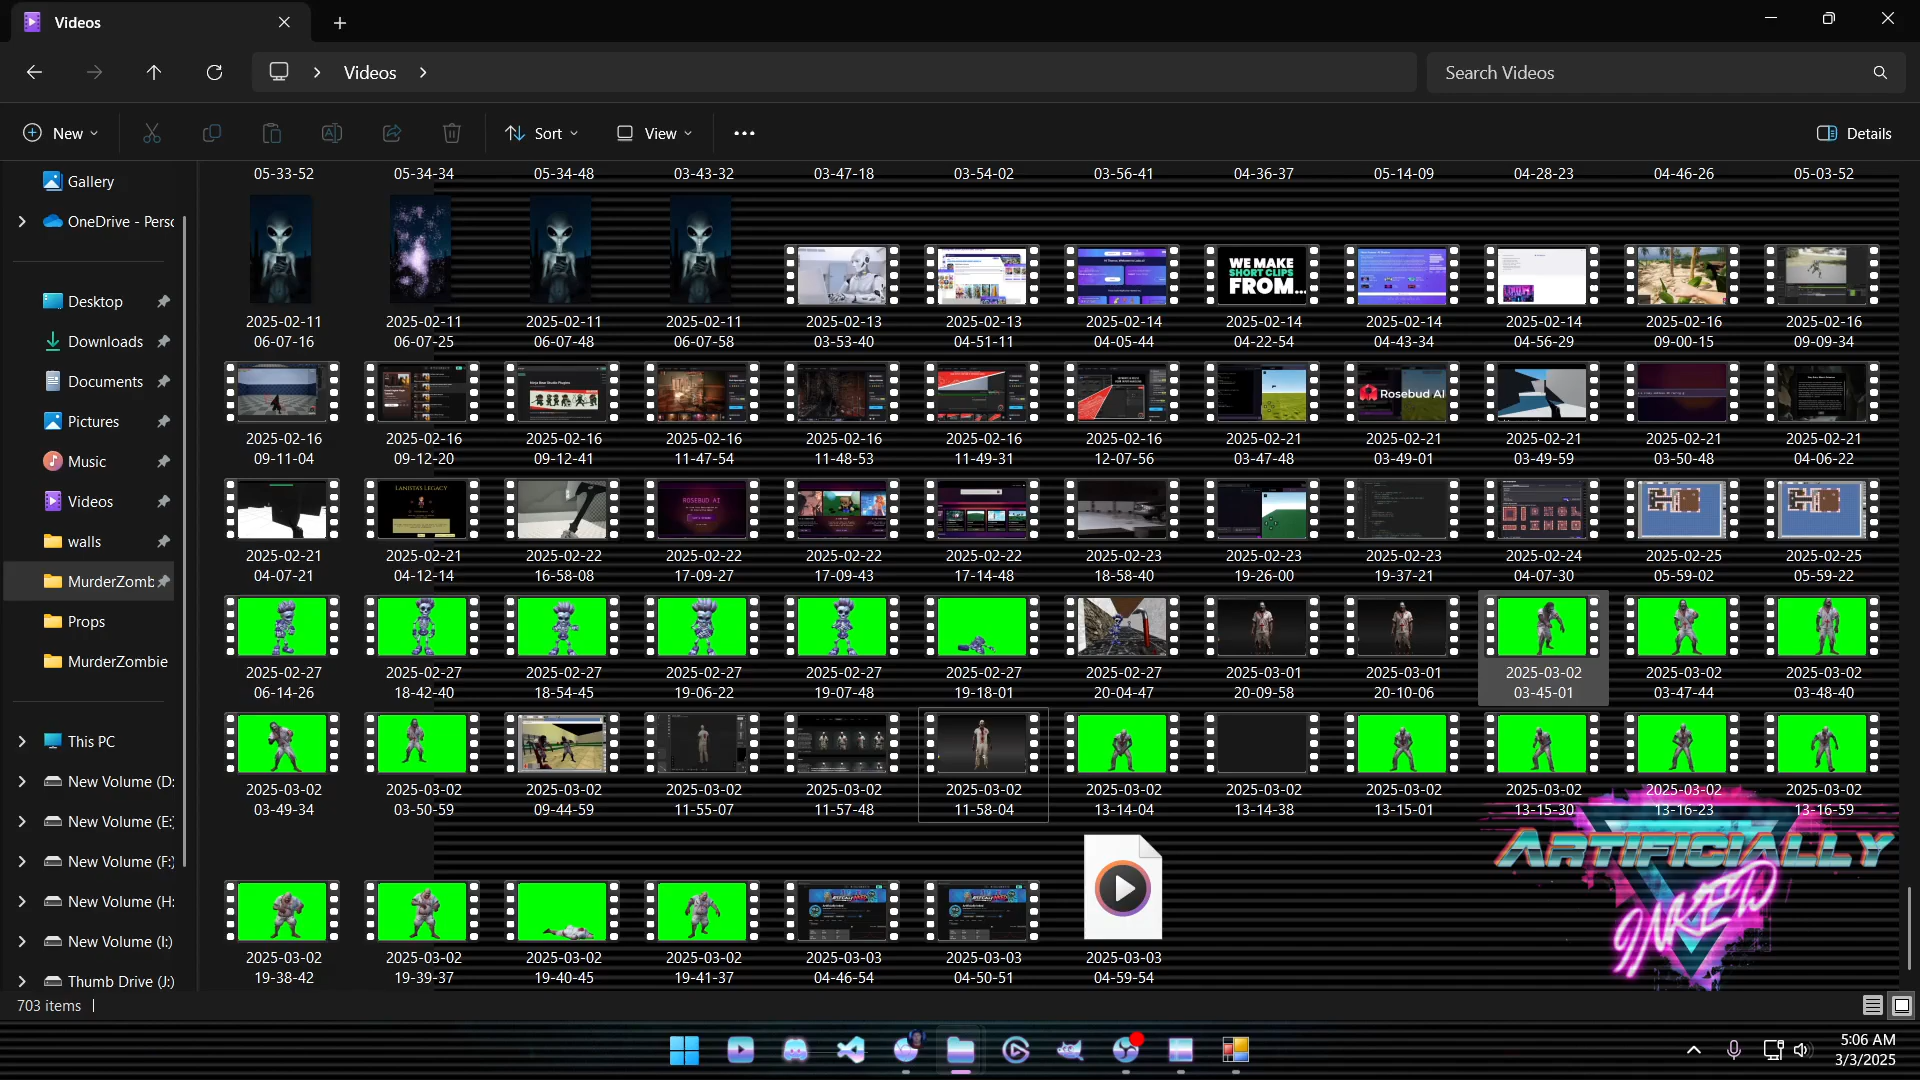 Videos
Videos
Search Videos
New
Sort
View
Details
Gallery
OneDrive - Persc
Desktop
Downloads
Documents
Pictures
Music
Videos
walls
MurderZomb
Props
MurderZombie
This PC
New Volume (D:
New Volume (E:
New Volume (F:)
New Volume (H:
New Volume (I:)
Thumb Drive (J:)
05-33-52 05-34-34 05-34-48 03-43-32 03-47-18 03-54-02 03-56-41 04-36-37 05-14-09 04-28-23 04-46-26 05-03-52
WE MAKE
SHORT CLIPS
FROM...
2025-02-11 2025-02-11 2025-02-11 2025-02-11 2025-02-13 2025-02-13 2025-02-14 2025-02-14 2025-02-14 2025-02-14 2025-02-16 2025-02-16
06-07-16 06-07-25 06-07-48 06-07-58 03-53-40 04-51-11 04-05-44 04-22-54 04-43-34 04-56-29 09-00-15 09-09-34
Rosebud AI
2025-02-16 2025-02-16 2025-02-16 2025-02-16 2025-02-16 2025-02-16 2025-02-16 2025-02-21 2025-02-21 2025-02-21 2025-02-21 2025-02-21
09-11-04 09-12-20 09-12-41 11-47-54 11-48-53 11-49-31 12-07-56 03-47-48 03-49-01 03-49-59 03-50-48 04-06-22
LANISTA'S LEGACY
ROSEBUD AI
2025-02-21 2025-02-21 2025-02-22 2025-02-22 2025-02-22 2025-02-22 2025-02-23 2025-02-23 2025-02-23 2025-02-24 2025-02-25 2025-02-25
04-07-21 04-12-14 16-58-08 17-09-27 17-09-43 17-14-48 18-58-40 19-26-00 19-37-21 04-07-30 05-59-02 05-59-22
2025-02-27 2025-02-27 2025-02-27 2025-02-27 2025-02-27 2025-02-27 2025-02-27 2025-03-01 2025-03-01 2025-03-02 2025-03-02 2025-03-02
06-14-26 18-42-40 18-54-45 19-06-22 19-07-48 19-18-01 20-04-47 20-09-58 20-10-06 03-45-01 03-47-44 03-48-40
2025-03-02 2025-03-02 2025-03-02 2025-03-02 2025-03-02 2025-03-02 2025-03-02 2025-03-02 2025-03-02 2025-03-02 2025-03-02 2025-03-02
03-49-34 03-50-59 09-44-59 11-55-07 11-57-48 11-58-04 13-14-04 13-14-38 13-15-01 13-15-30 13-16-23 13-16-59
2025-03-02 2025-03-02 2025-03-02 2025-03-02 2025-03-03 2025-03-03 2025-03-03
19-38-42 19-39-37 19-40-45 19-41-37 04-46-54 04-50-51 04-59-54
ARTIFICIALLY
INKED
703 items
5:06 AM
3/3/2025